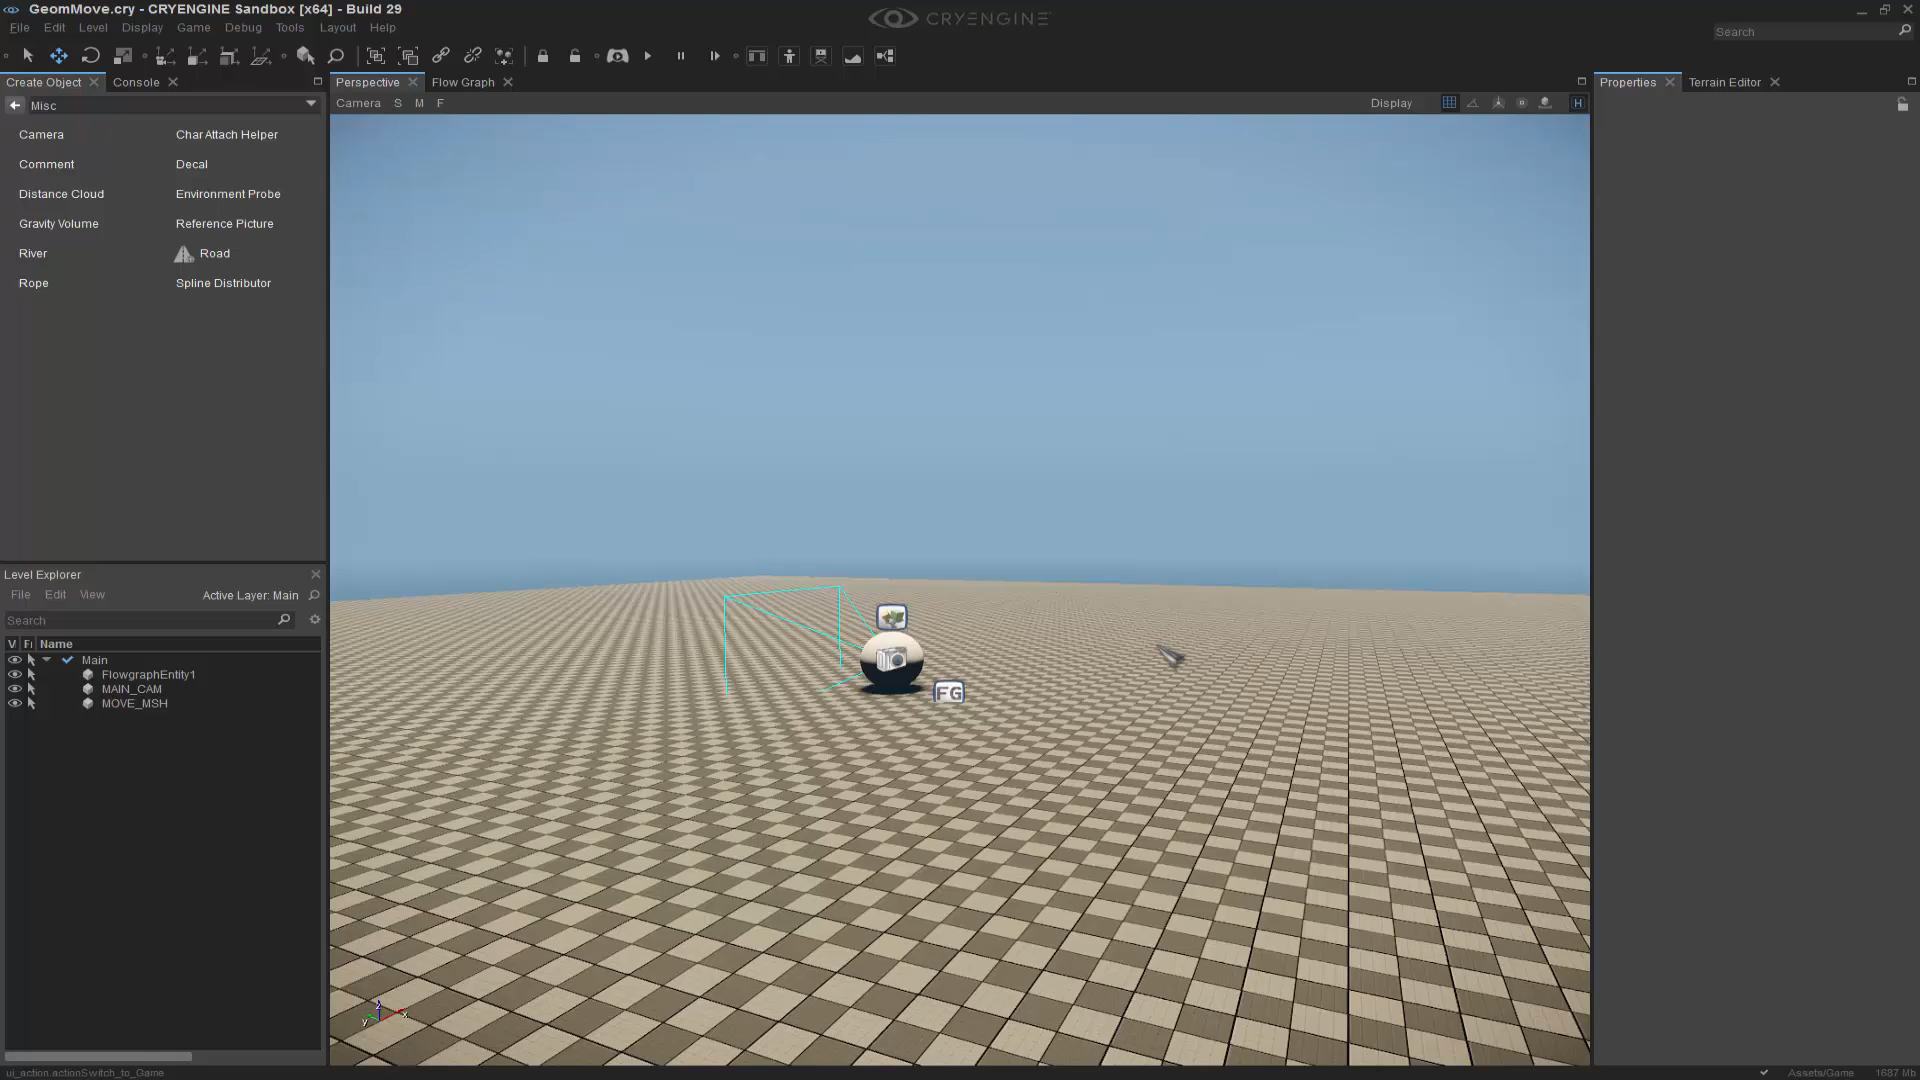 GeomMove.cry - CRYENGINE Sandbox [x64] - Build 29
CRYENGINE
File Edit Level Display Game Debug Tools Layout Help
Search
Create Object Console
Perspective Flow Graph
Properties Terrain Editor
Misc
Camera S M F
Display
H
Camera Char Attach Helper
Comment Decal
Distance Cloud Environment Probe
Gravity Volume Reference Picture
River Road
Rope Spline Distributor
Level Explorer
File Edit View Active Layer: Main
Search
V Name
Main
FlowgraphEntity1
MAIN_CAM
MOVE_MSH
FG
z
y x
ui_action.actionSwitch_to_Game
Assets/Game 1687 Mb